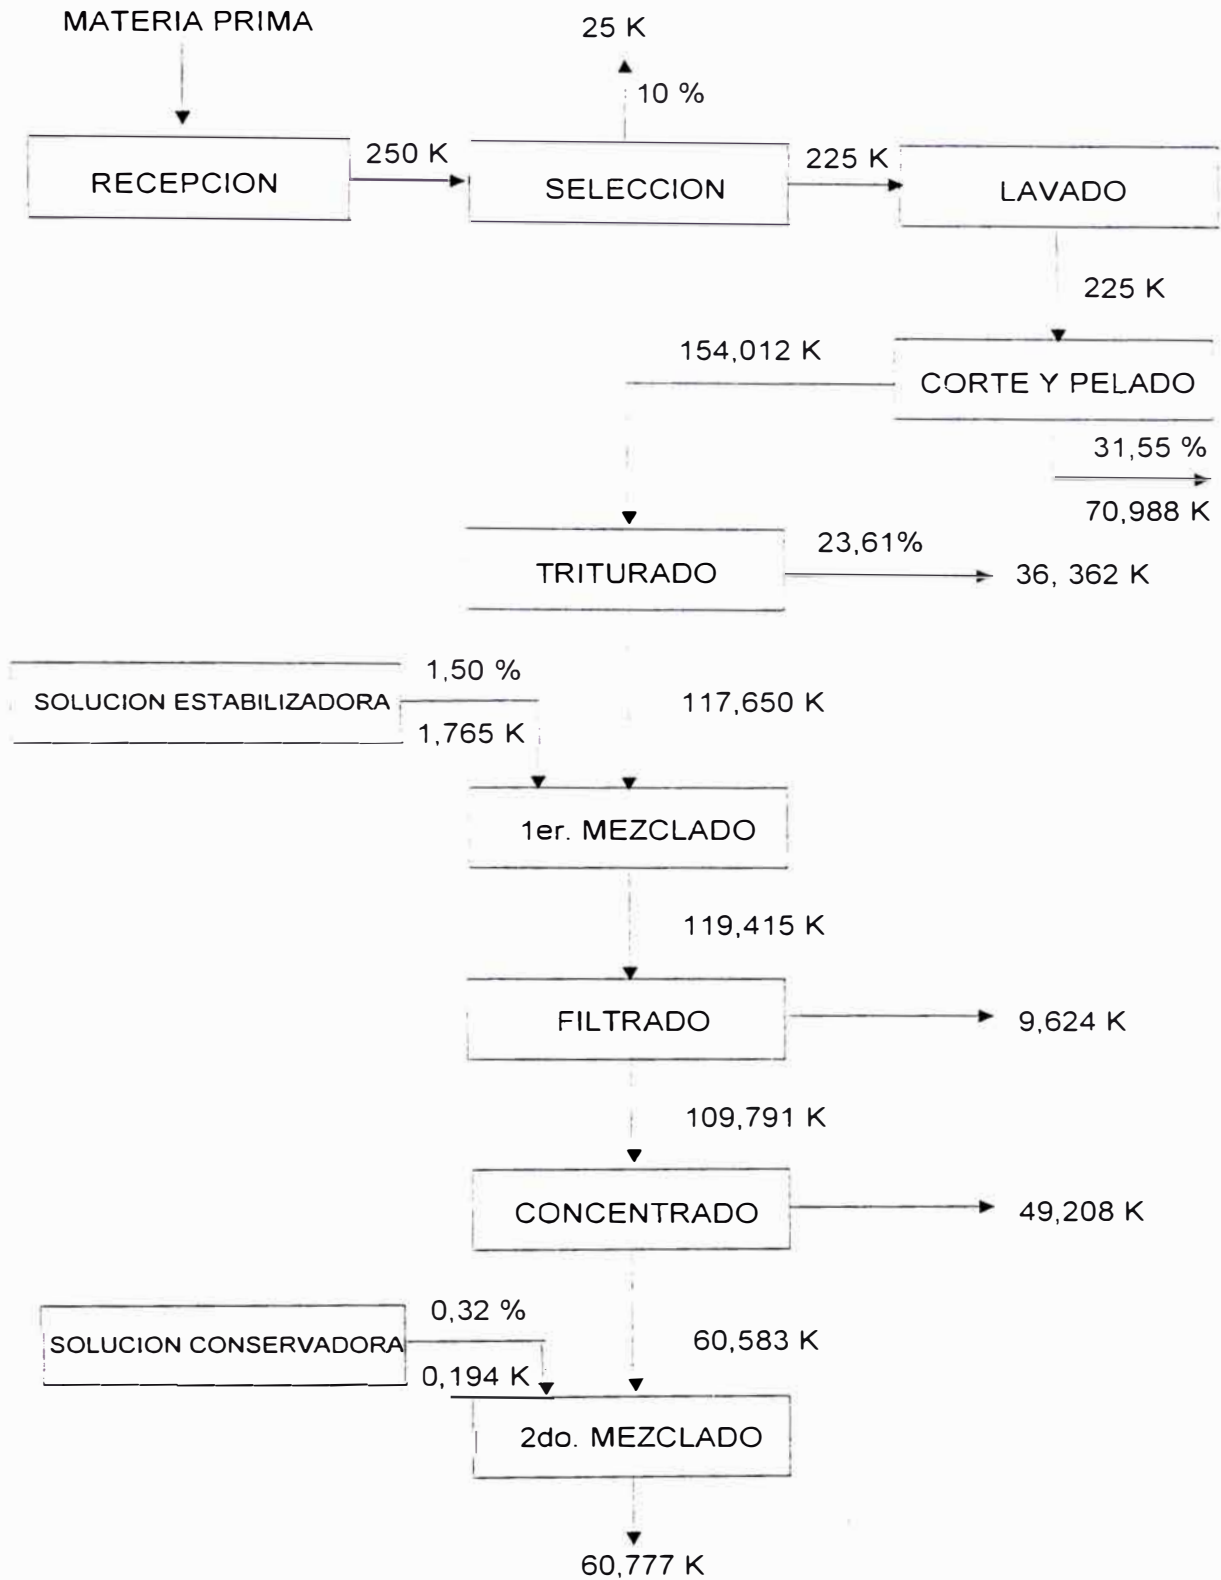 MATERIA PRIMA
25 K
10 %
RECEPCION
250 K
SELECCION
225 K
LAVADO
225 K
154,012 K
CORTE Y PELADO
31,55 %
70,988 K
TRITURADO
23,61%
36, 362 K
SOLUCION ESTABILIZADORA
1,50 %
1,765 K
117,650 K
1er. MEZCLADO
119,415 K
FILTRADO
9,624 K
109,791 K
CONCENTRADO
49,208 K
SOLUCION CONSERVADORA
0,32 %
0,194 K
60,583 K
2do. MEZCLADO
60,777 K